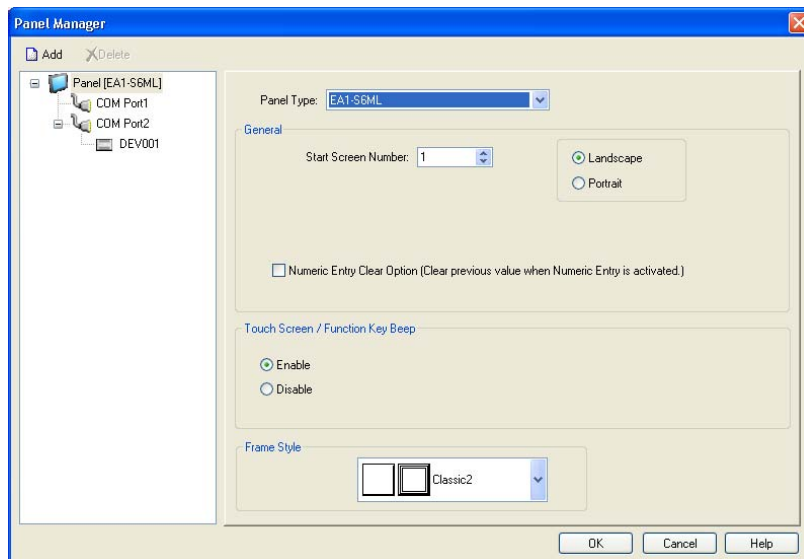 Panel Manager
Add Delete
Panel [EA1-S6ML]
COM Port1
COM Port2
DEV001
Panel Type: EA1-S6ML
General
Start Screen Number: 1
Landscape
Portrait
Numeric Entry Clear Option (Clear previous value when Numeric Entry is activated.)
Touch Screen / Function Key Beep
Enable
Disable
Frame Style
Classic2
OK Cancel Help